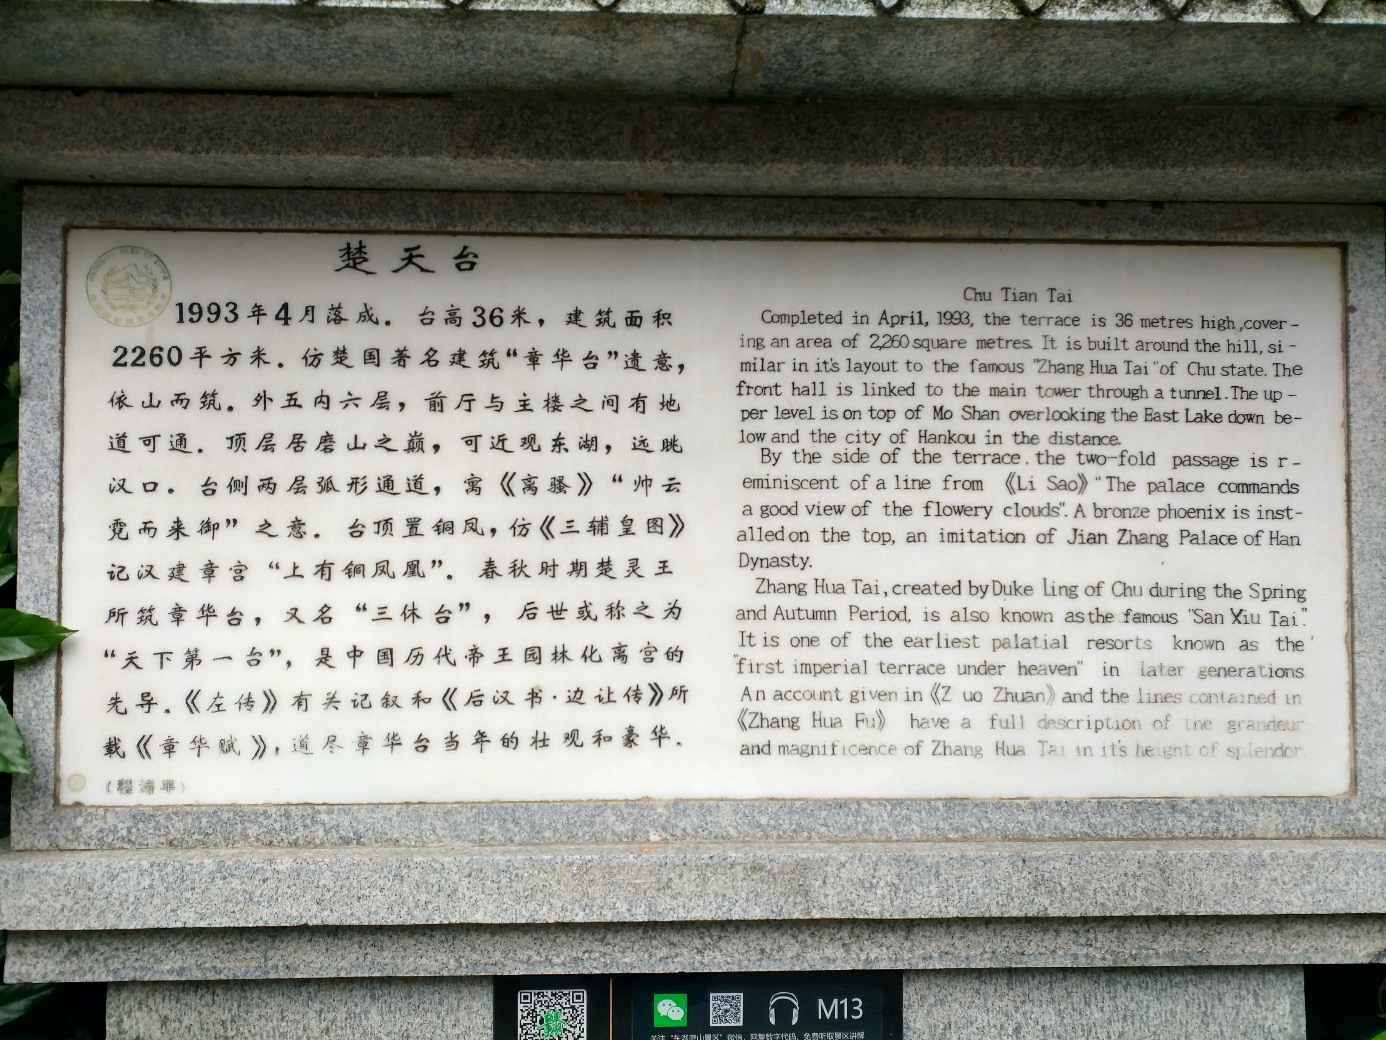 楚天台
1993年4月落成。台高36米，建筑面积
2260平方米。仿楚国著名建筑“章华台”遗意，
依山而筑。外五内六层，前厅与主楼之间有地
道可通。顶层居磨山之巅，可近观东湖，远眺
汉口。台侧两层弧形通道，寓《离骚》“帅云
霓而来御”之意。台顶置铜凤，仿《三辅皇图》
记汉建章宫“上有铜凤凰”。春秋时期楚灵王
所筑章华台，又名“三休台”，后世或称之为
“天下第一台”，是中国历代帝王园林化离宫的
先导。《左传》有关记叙和《后汉书·边让传》所
载《章华赋》，道尽章华台当年的壮观和豪华。
Chu Tian Tai
Completed in April, 1993, the terrace is 36 metres high,cover-
ing an area of 2,260 square metres. It is built around the hill, si-
milar in it's layout to the famous "Zhang Hua Tai" of Chu state. The
front hall is linked to the main tower through a tunnel.The up-
per level is on top of Mo Shan overlooking the East Lake down be-
low and the city of Hankou in the distance.
By the side of the terrace. the two-fold passage is r-
eminiscent of a line from 《Li Sao》"The palace commands
a good view of the flowery clouds". A bronze phoenix is inst-
alled on the top, an imitation of Jian Zhang Palace of Han
Dynasty.
Zhang Hua Tai, created by Duke Ling of Chu during the Spring
and Autumn Period, is also known as the famous "San Xiu Tai".
It is one of the earliest palatial resorts known as the
"first imperial terrace under heaven" in later generations
An account given in《Z uo Zhuan》and the lines contained in
《Zhang Hua Fu》 have a full description of the grandeur
and magnificence of Zhang Hua Tai in it's height of splendor
M13